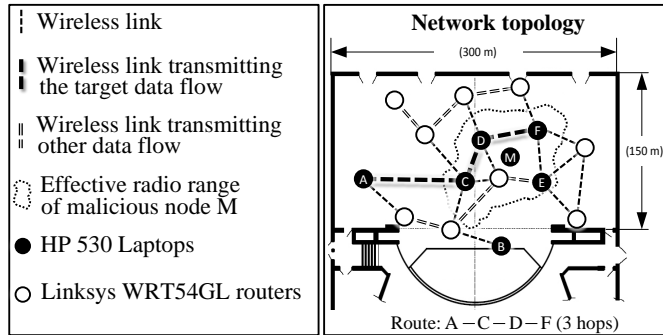 Wireless link
Wireless link transmitting
the target data flow
Wireless link transmitting
other data flow
Effective radio range
of malicious node M
HP 530 Laptops
Linksys WRT54GL routers
Network topology
(300 m)
(150 m)
D
F
M
A
C
E
B
Route: A – C – D – F (3 hops)